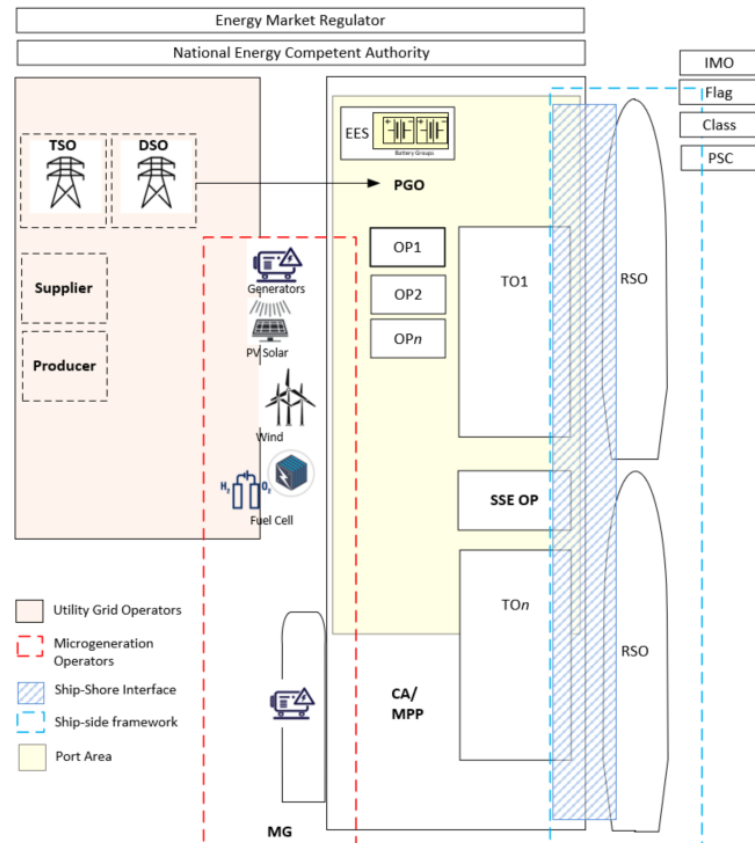 Energy Market Regulator
National Energy Competent Authority
IMO
Flag
Class
PSC
TSO
DSO
EES
Battery Groups
PGO
OP1
OP2
OPn
TO1
RSO
Supplier
Producer
Generators
PV Solar
Wind
H2
O2
Fuel Cell
SSE OP
TOn
RSO
CA/
MPP
MG
Utility Grid Operators
Microgeneration
Operators
Ship-Shore Interface
Ship-side framework
Port Area